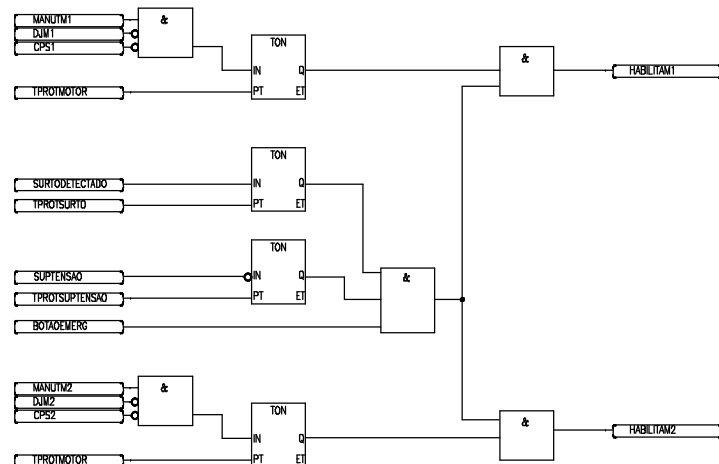 MANUTM1
DJM1
CPS1
&
TPROTMOTOR
TON
IN
Q
PT
ET
&
HABILITAM1
SURTODETECTADO
TPROTSURTO
TON
IN
Q
PT
ET
SUPTENSAO
TPROTSUPTENSAO
BOTAOEMERG
TON
IN
Q
PT
ET
&
MANUTM2
DJM2
CPS2
&
TPROTMOTOR
TON
IN
Q
PT
ET
&
HABILITAM2